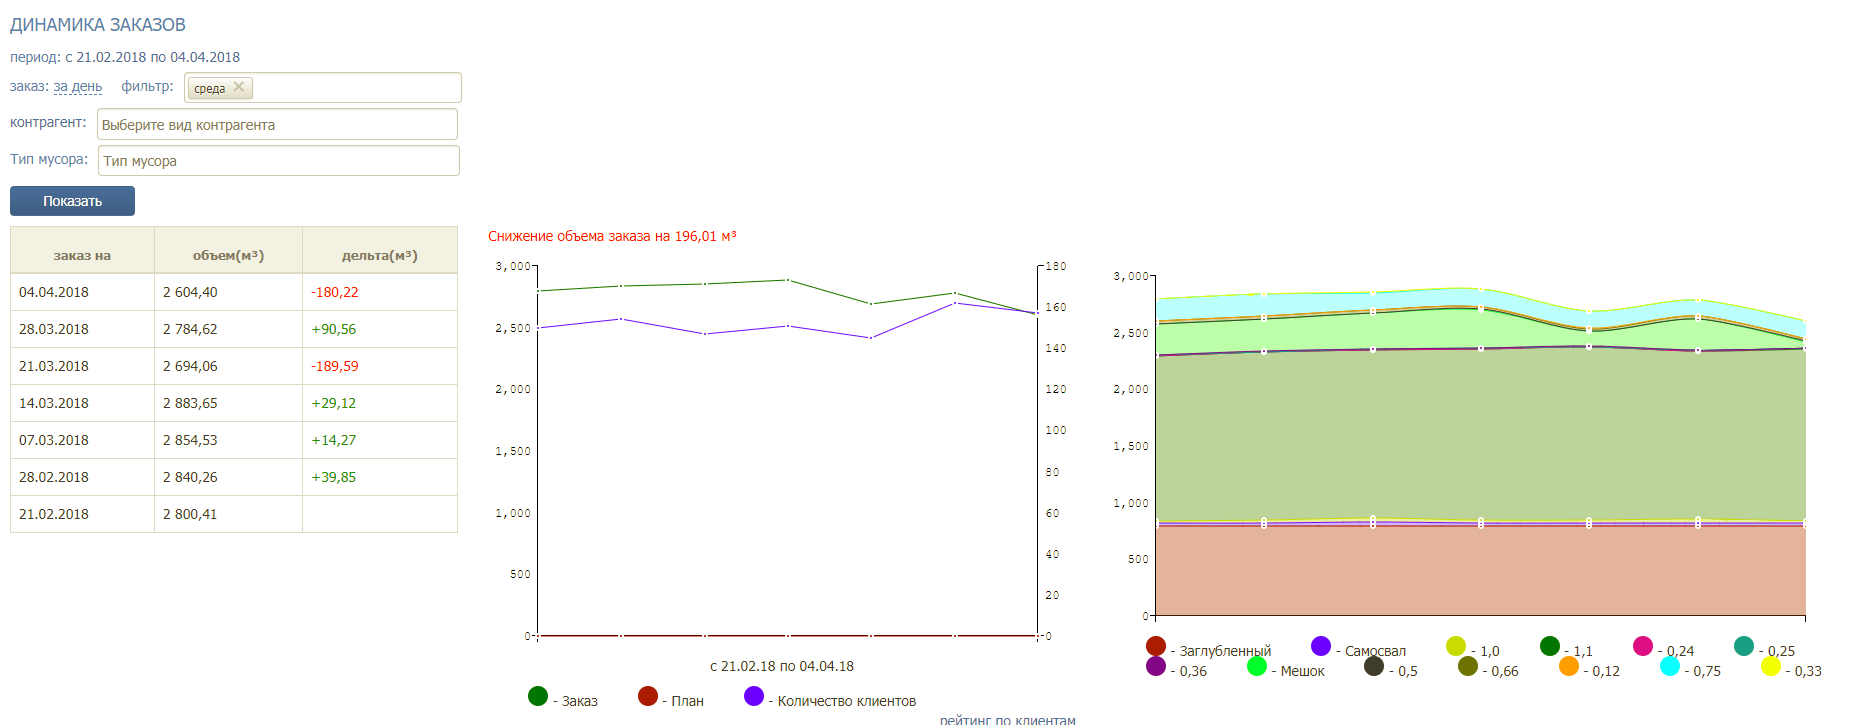 ДИНАМИКА ЗАКАЗОВ
период: с 21.02.2018 по 04.04.2018
заказ: за день фильтр: среда
контрагент: Выберите вид контрагента
Тип мусора: Тип мусора
Показать
заказ на объем(м³) дельта(м³)
04.04.2018 2 604,40 -180,22
28.03.2018 2 784,62 +90,56
21.03.2018 2 694,06 -189,59
14.03.2018 2 883,65 +29,12
07.03.2018 2 854,53 +14,27
28.02.2018 2 840,26 +39,85
21.02.2018 2 800,41
Снижение объема заказа на 196,01 м³
3,000
2,500
2,000
1,500
1,000
500
0
180
160
140
120
100
80
60
40
20
0
с 21.02.18 по 04.04.18
- Заказ - План - Количество клиентов
3,000
2,500
2,000
1,500
1,000
500
0
- Заглубленный - Самосвал - 1,0 - 1,1 - 0,24 - 0,25
- 0,36 - Мешок - 0,5 - 0,66 - 0,12 - 0,75 - 0,33
рейтинг по клиентам